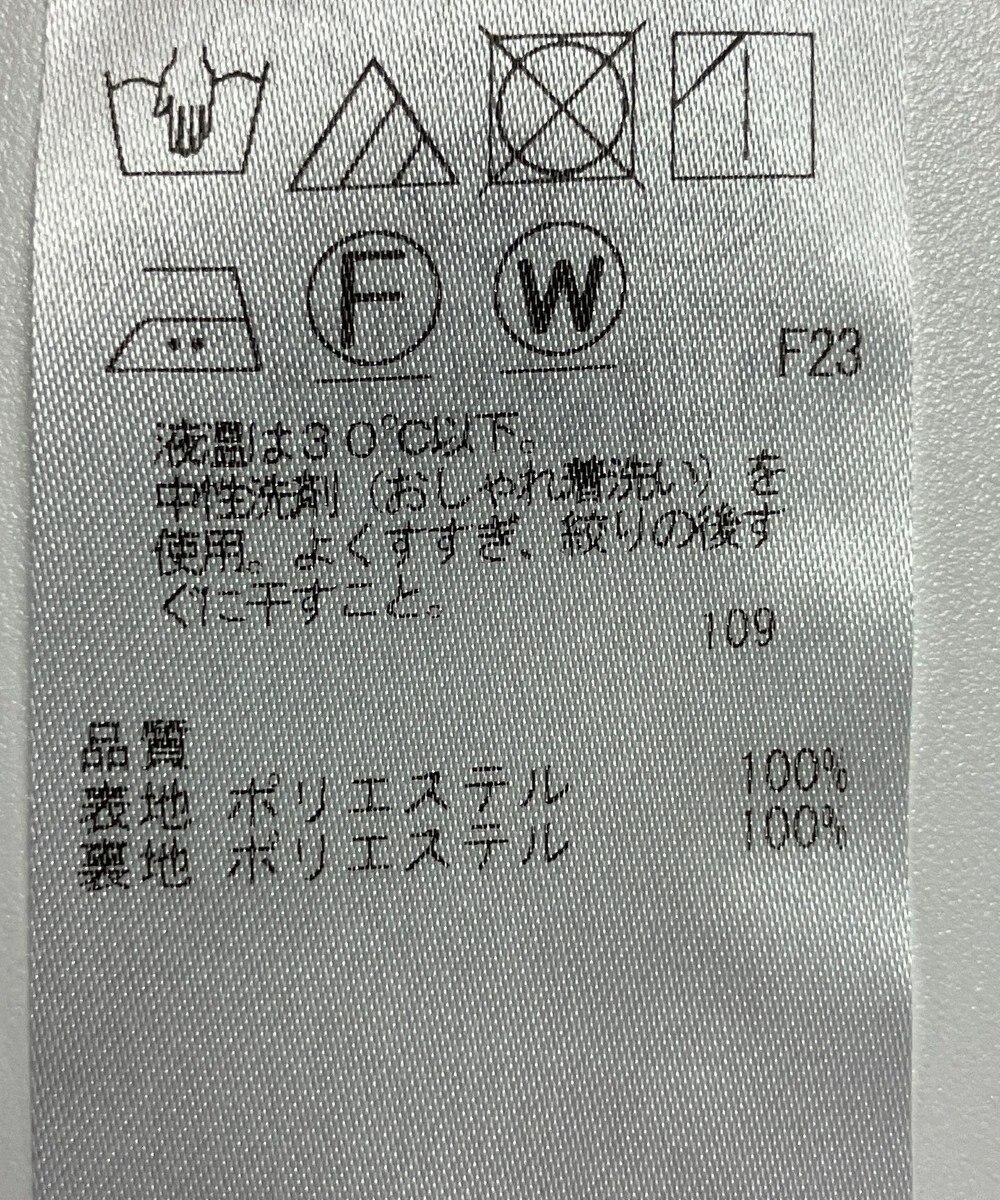 F
W
F23
液温は30℃以下。
中性洗剤(おしゃれ着洗い)を
使用。よくすすぎ、絞りの後す
ぐに干すこと。
109
品質
表地 ポリエステル 100%
裏地 ポリエステル 100%